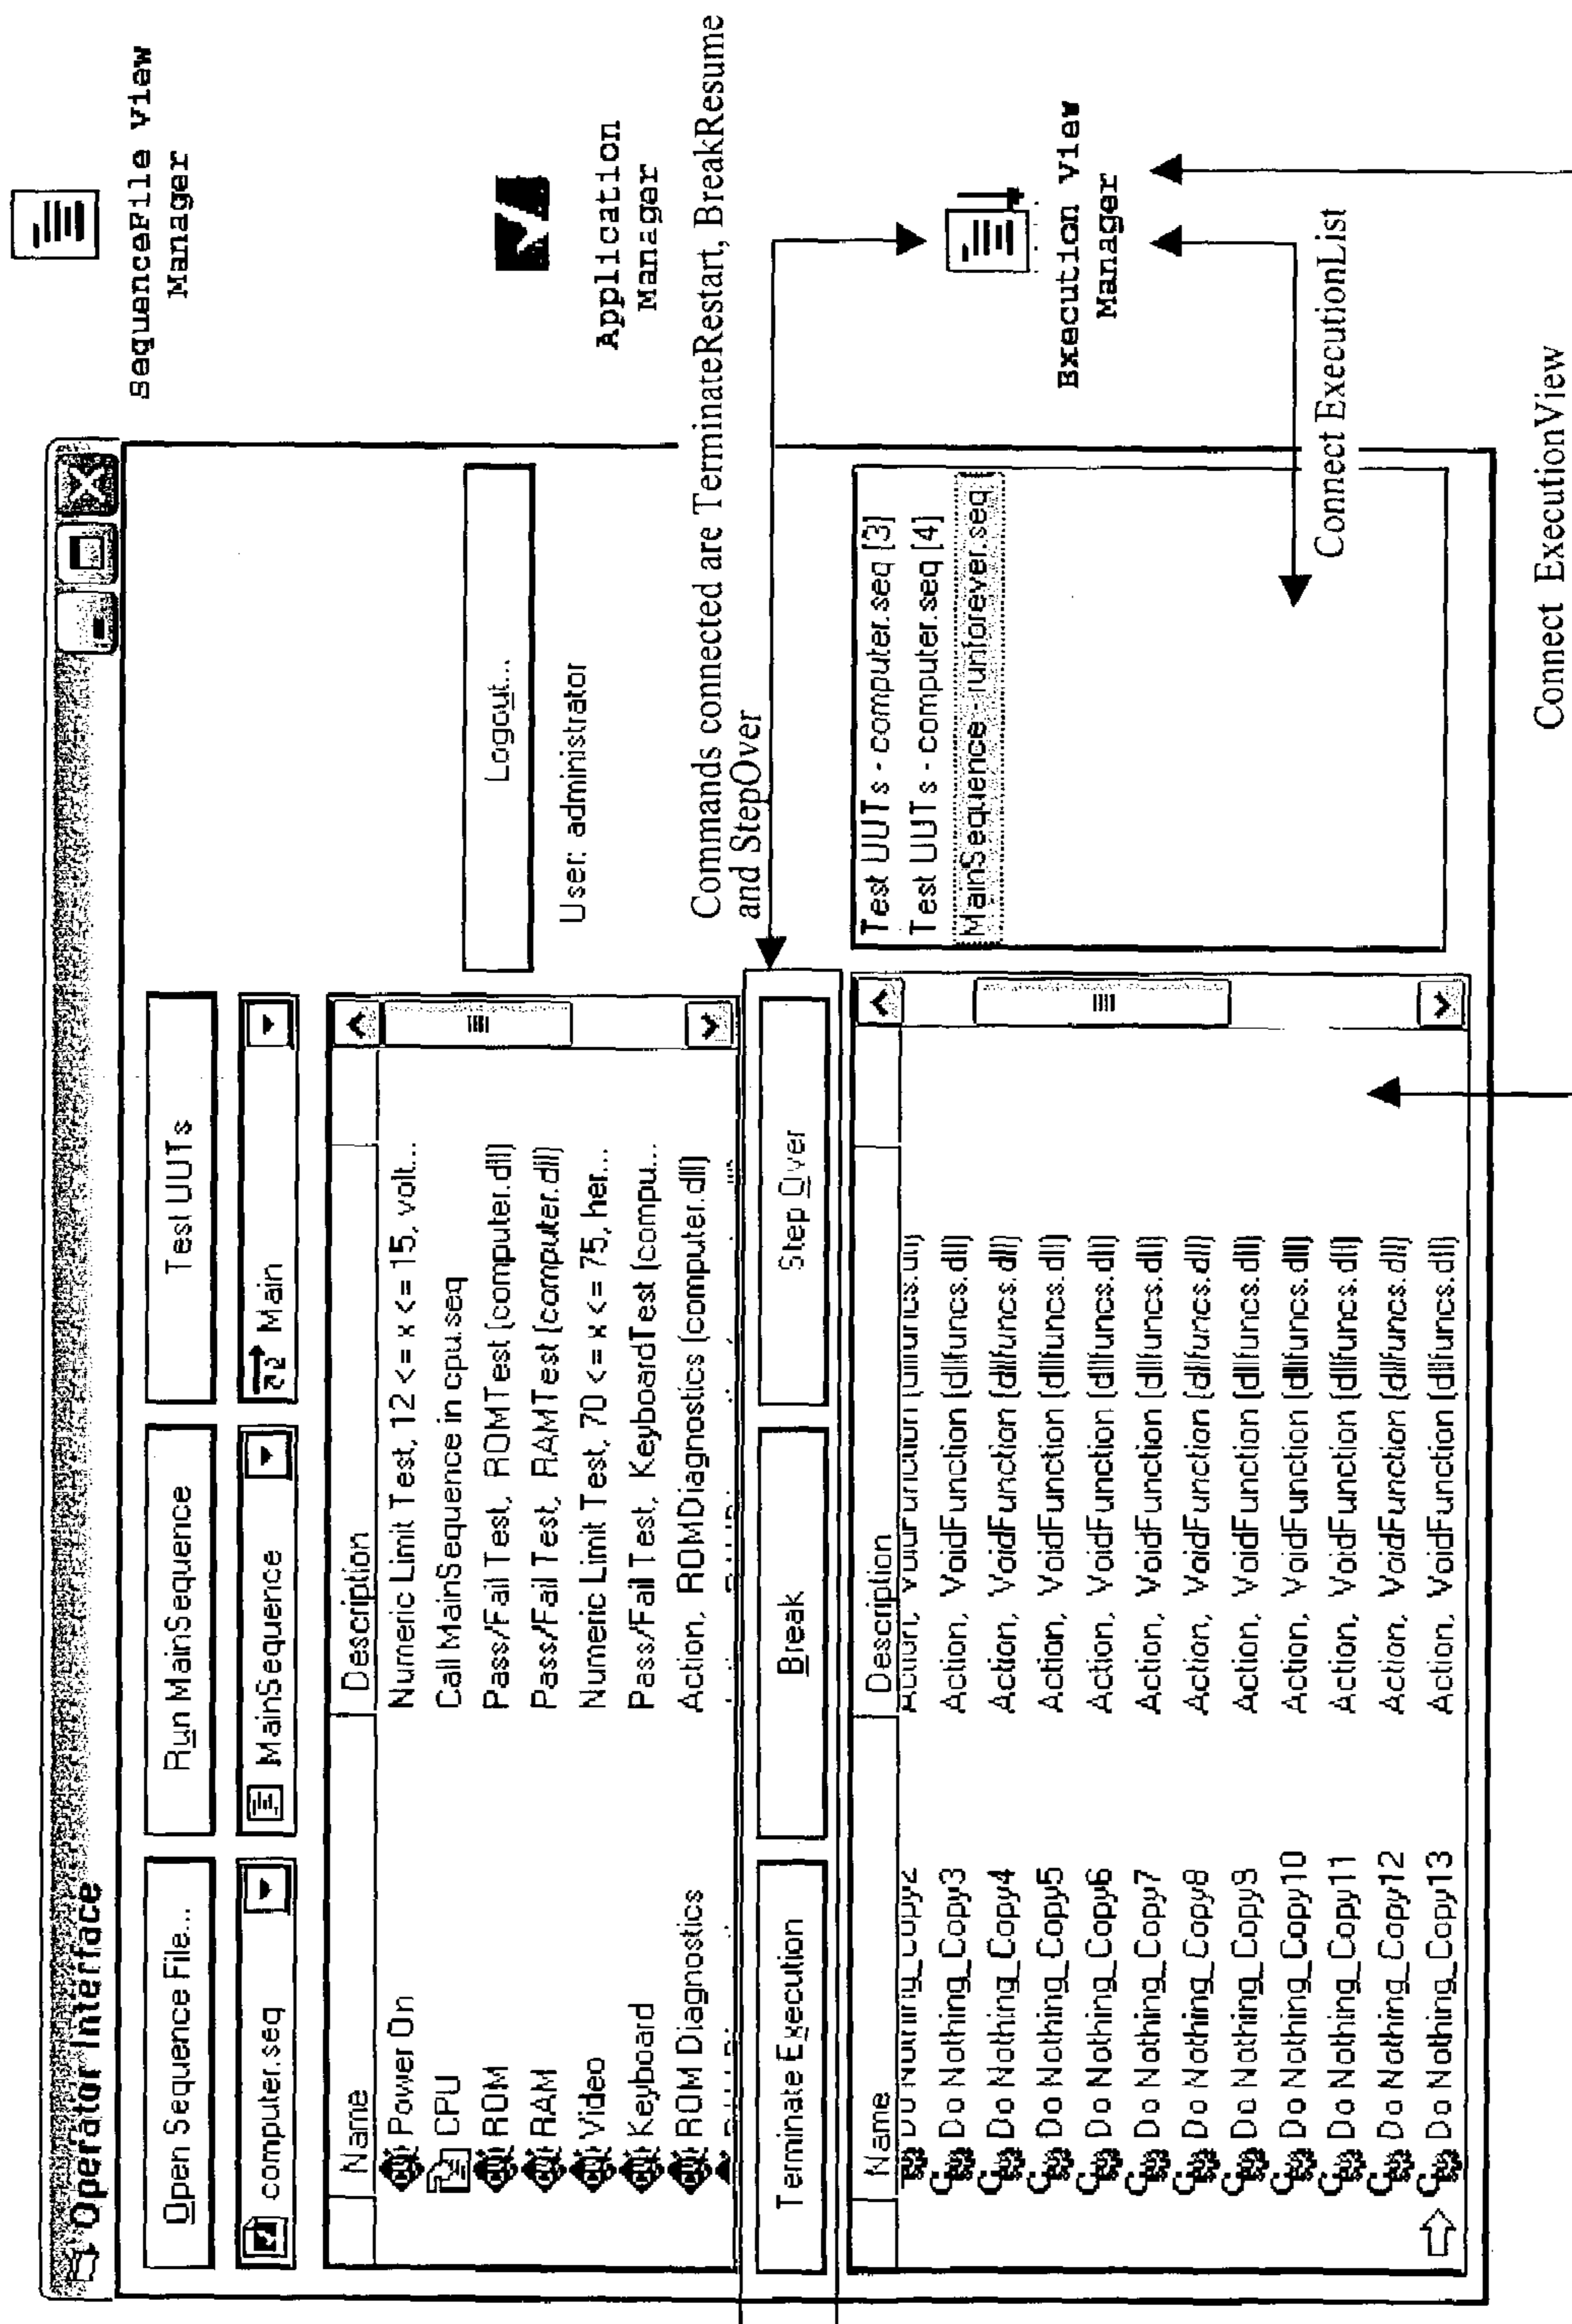 Operator Interface
Open Sequence File...
Run MainSequence
Test UUTs
computer.seq
MainSequence
Main
Name
Description
Power On
Numeric Limit Test, 12 <= x <= 15, volt...
CPU
Call MainSequence in cpu.seq
ROM
Pass/Fail Test, ROMTest (computer.dll)
RAM
Pass/Fail Test, RAMTest (computer.dll)
Video
Numeric Limit Test, 70 <= x <= 75, her...
Keyboard
Pass/Fail Test, KeyboardTest (compu...
ROM Diagnostics
Action, ROMDiagnostics (computer.dll)
Logout...
User: administrator
Terminate Execution
Break
Step Over
Name
Description
Do Nothing_Copy2
Action, VoidFunction (dllfuncs.dll)
Do Nothing_Copy3
Action, VoidFunction (dllfuncs.dll)
Do Nothing_Copy4
Action, VoidFunction (dllfuncs.dll)
Do Nothing_Copy5
Action, VoidFunction (dllfuncs.dll)
Do Nothing_Copy6
Action, VoidFunction (dllfuncs.dll)
Do Nothing_Copy7
Action, VoidFunction (dllfuncs.dll)
Do Nothing_Copy8
Action, VoidFunction (dllfuncs.dll)
Do Nothing_Copy9
Action, VoidFunction (dllfuncs.dll)
Do Nothing_Copy10
Action, VoidFunction (dllfuncs.dll)
Do Nothing_Copy11
Action, VoidFunction (dllfuncs.dll)
Do Nothing_Copy12
Action, VoidFunction (dllfuncs.dll)
Do Nothing_Copy13
Action, VoidFunction (dllfuncs.dll)
Test UUTs - computer.seq [3]
Test UUTs - computer.seq [4]
MainSequence - runforever.seq
SequenceFile View
Manager
Application
Manager
Commands connected are TerminateRestart, BreakResume
and StepOver
Execution View
Manager
Connect ExecutionList
Connect ExecutionView